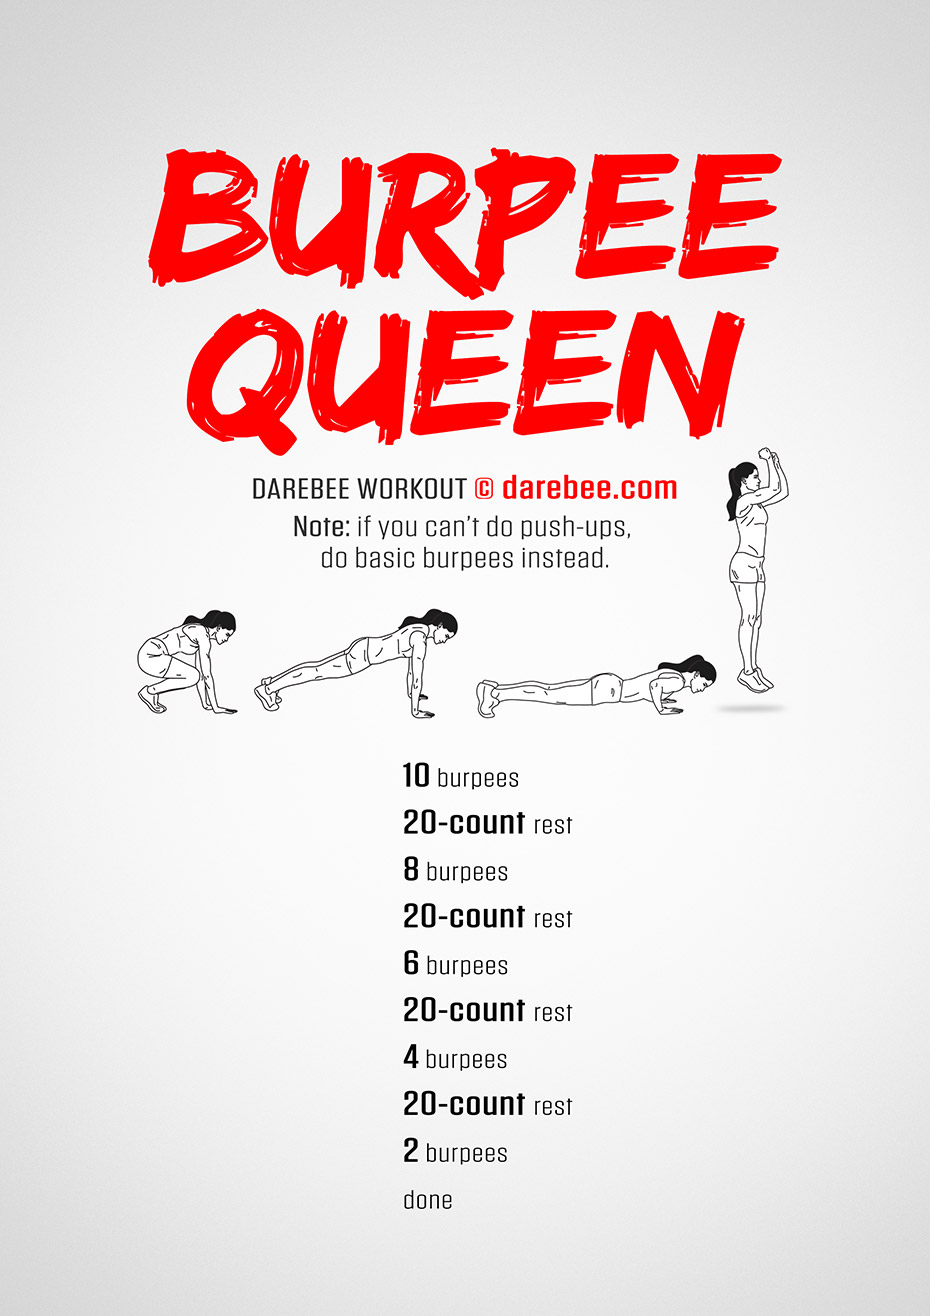 BURPEE
QUEEN
DAREBEE WORKOUT © darebee.com
Note: if you can't do push-ups,
do basic burpees instead.
10 burpees
20-count rest
8 burpees
20-count rest
6 burpees
20-count rest
4 burpees
20-count rest
2 burpees
done